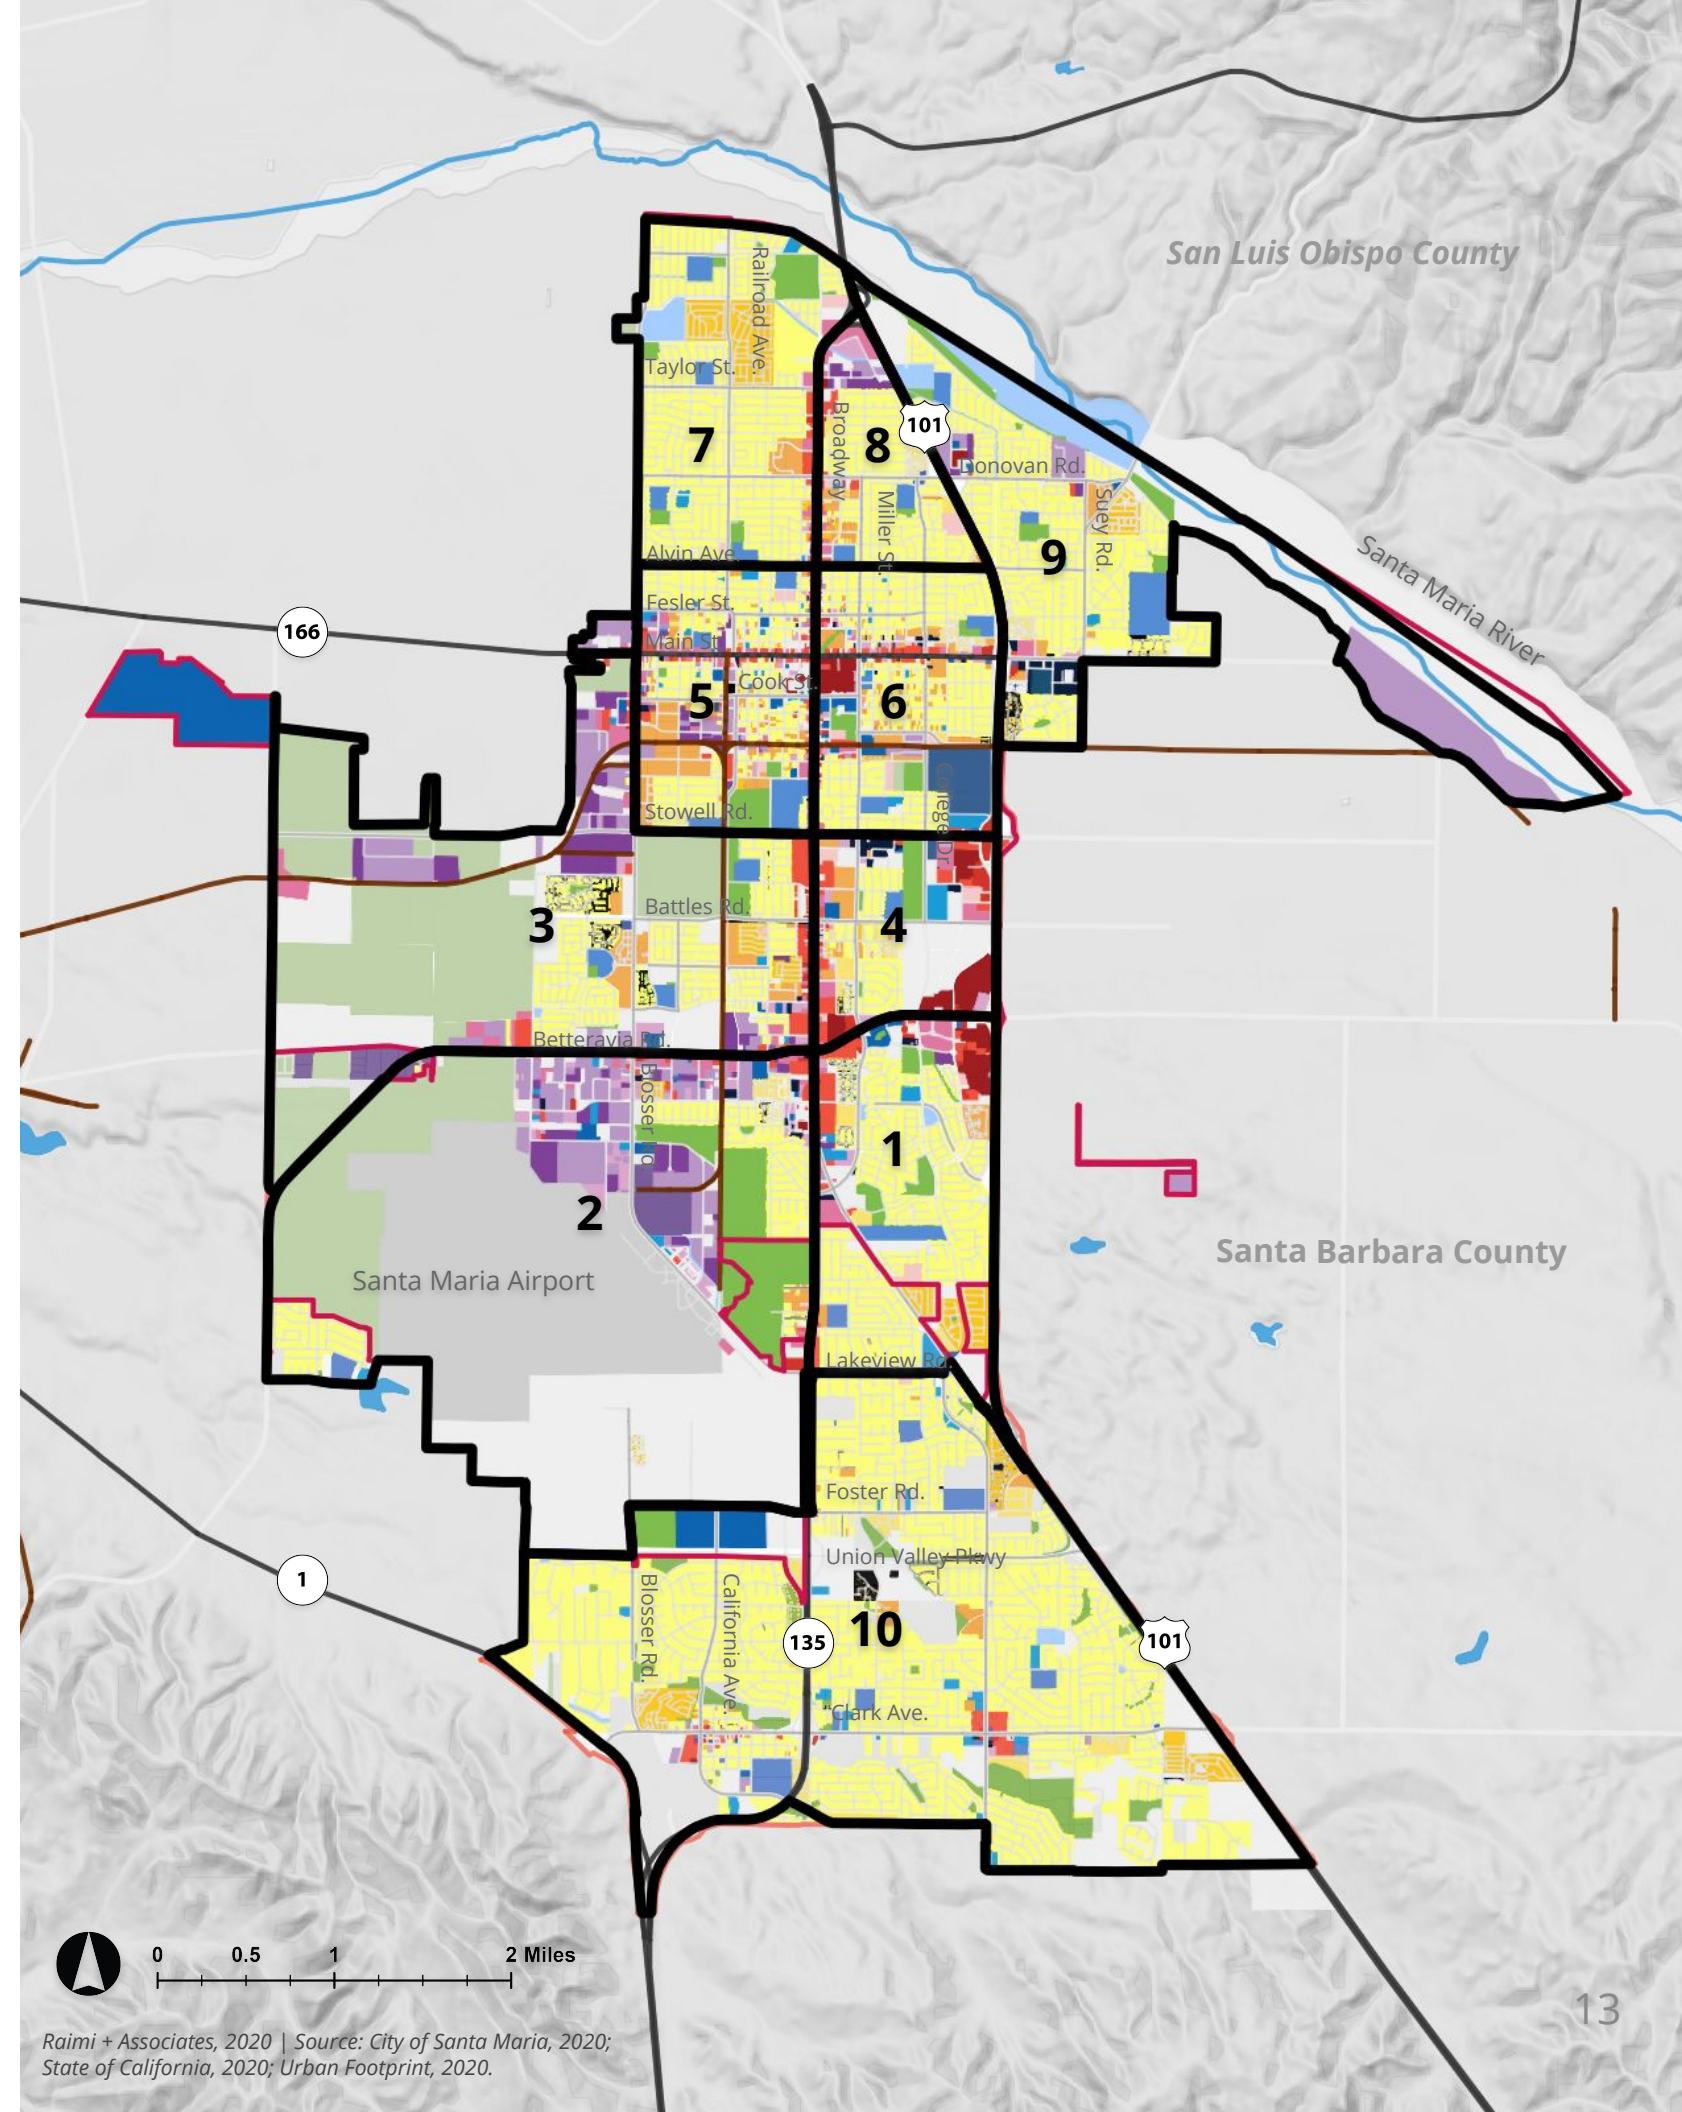 San Luis Obispo County
Railroad Ave.
Taylor St.
Broadway
7
8
101
Donovan Rd.
Miller St.
Suey Rd.
Alvin Ave.
9
Santa Maria River
Fesler St.
166
Main St.
Cook St.
5
6
College Dr.
Stowell Rd.
Battles Rd.
3
4
Betteravia Rd.
Blosser Rd.
1
2
Santa Barbara County
Santa Maria Airport
Lakeview Rd.
Foster Rd.
Union Valley Pkwy
1
Blosser Rd.
California Ave.
10
135
101
Clark Ave.
0 0.5 1 2 Miles
13
Raimi + Associates, 2020 | Source: City of Santa Maria, 2020;
State of California, 2020; Urban Footprint, 2020.